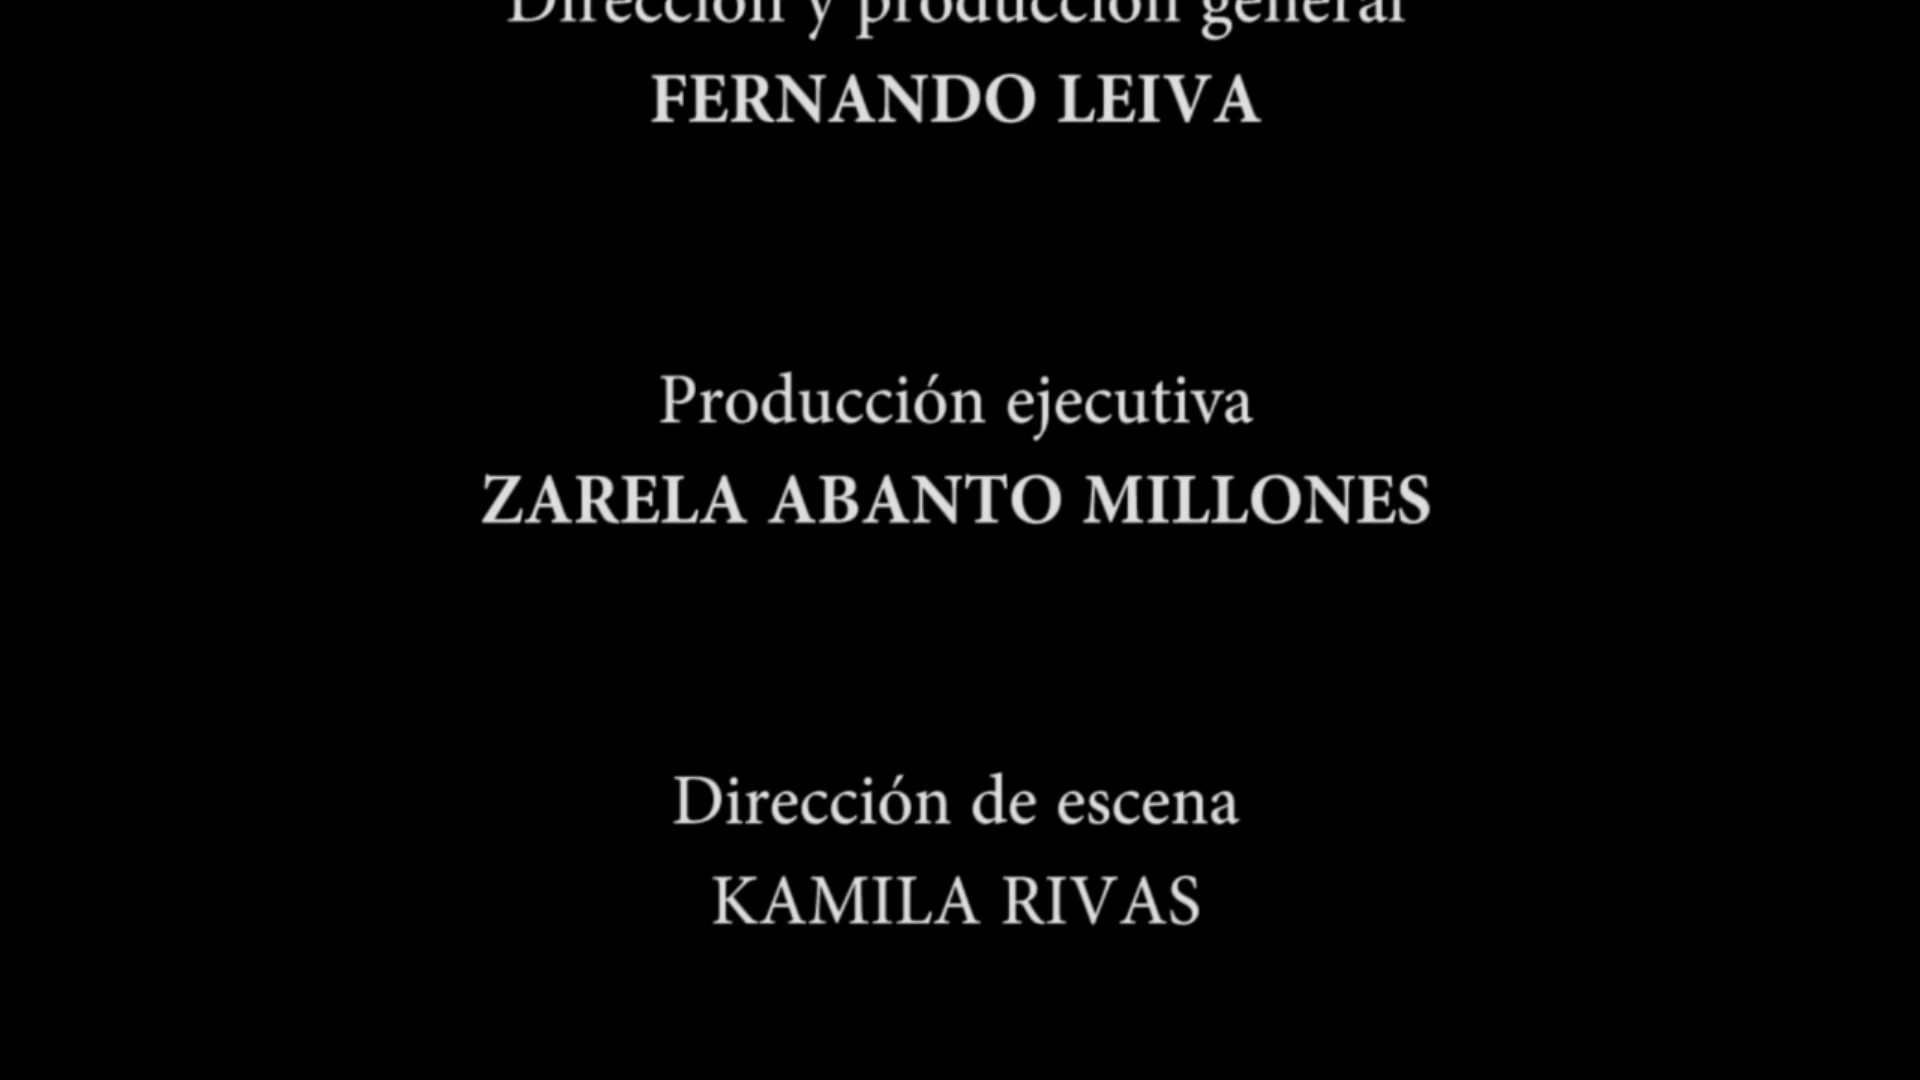 Dirección y producción general
FERNANDO LEIVA
Producción ejecutiva
ZARELA ABANTO MILLONES
Dirección de escena
KAMILA RIVAS